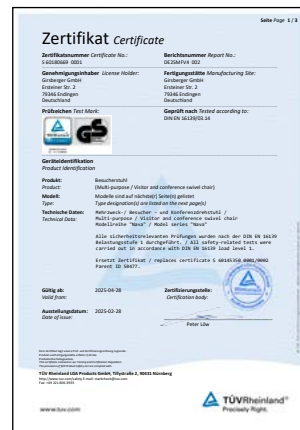 Seite Page 1 / 3
Zertifikat Certificate
Zertifikatsnummer Certificate No.:
S 60180669 0001
Berichtsnummer Report No.:
DE25MFV4 002
Genehmigungsinhaber License Holder:
Girsberger GmbH
Ersteiner Str. 2
79346 Endingen
Deutschland
Fertigungsstätte Manufacturing Site:
Girsberger GmbH
Ersteiner Str. 2
79346 Endingen
Deutschland
Prüfzeichen Test Mark:
Geprüft nach Tested according to:
DIN EN 16139/03.14
GS
Geräteidentifikation
Product Identification
Produkt: Besucherstuhl
Product: (Multi-purpose / Visitor and conference swivel chair)
Modell: Modelle sind auf nächste(r) Seite(n) gelistet
Type: Type designation(s) are listed on the next page(s)
Technische Daten: Mehrzweck-/ Besucher - und Konferenzdrehstuhl /
Technical Data: Multi-purpose / Visitor and conference swivel chair
Modellreihe "Nava" / Model series "Nava"
Alle sicherheitsrelevanten Prüfungen wurden nach der DIN EN 16139
Belastungsstufe 1 durchgeführt. / All safety-related tests were
carried out in accordance with DIN EN 16139 load level 1.
Ersetzt Zertifikat / replaces certificate S 60145350 0001/0002
Parent ID 50477.
Gültig ab: 2025-04-28
Valid from:
Zertifizierungsstelle:
Certification body:
Ausstellungsdatum: 2025-02-28
Date of issue:
Peter Löw
TÜV Rheinland LGA Products GmbH, Tillystraße 2, 90431 Nürnberg
www.tuv.com
TÜVRheinland®
Precisely Right.